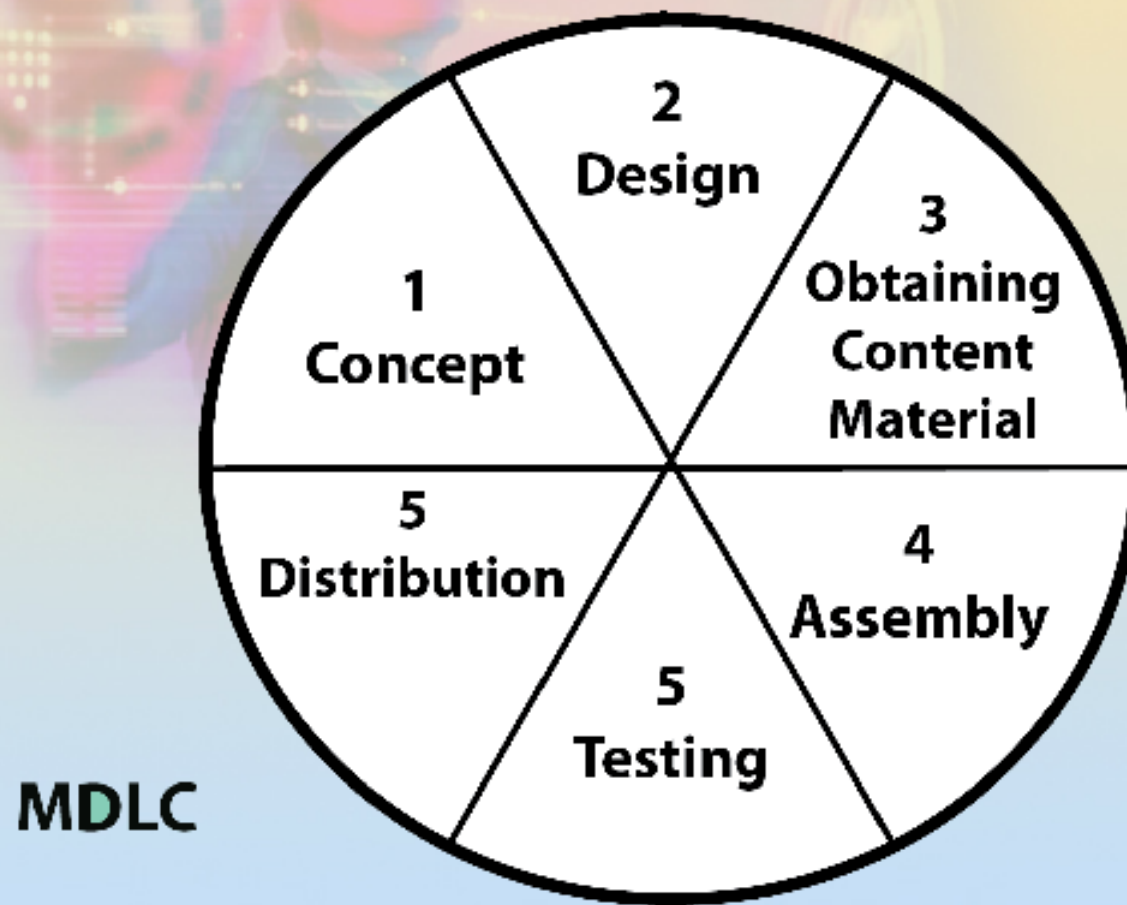 1
Concept
2
Design
3
Obtaining
Content
Material
4
Assembly
5
Testing
5
Distribution
MDLC